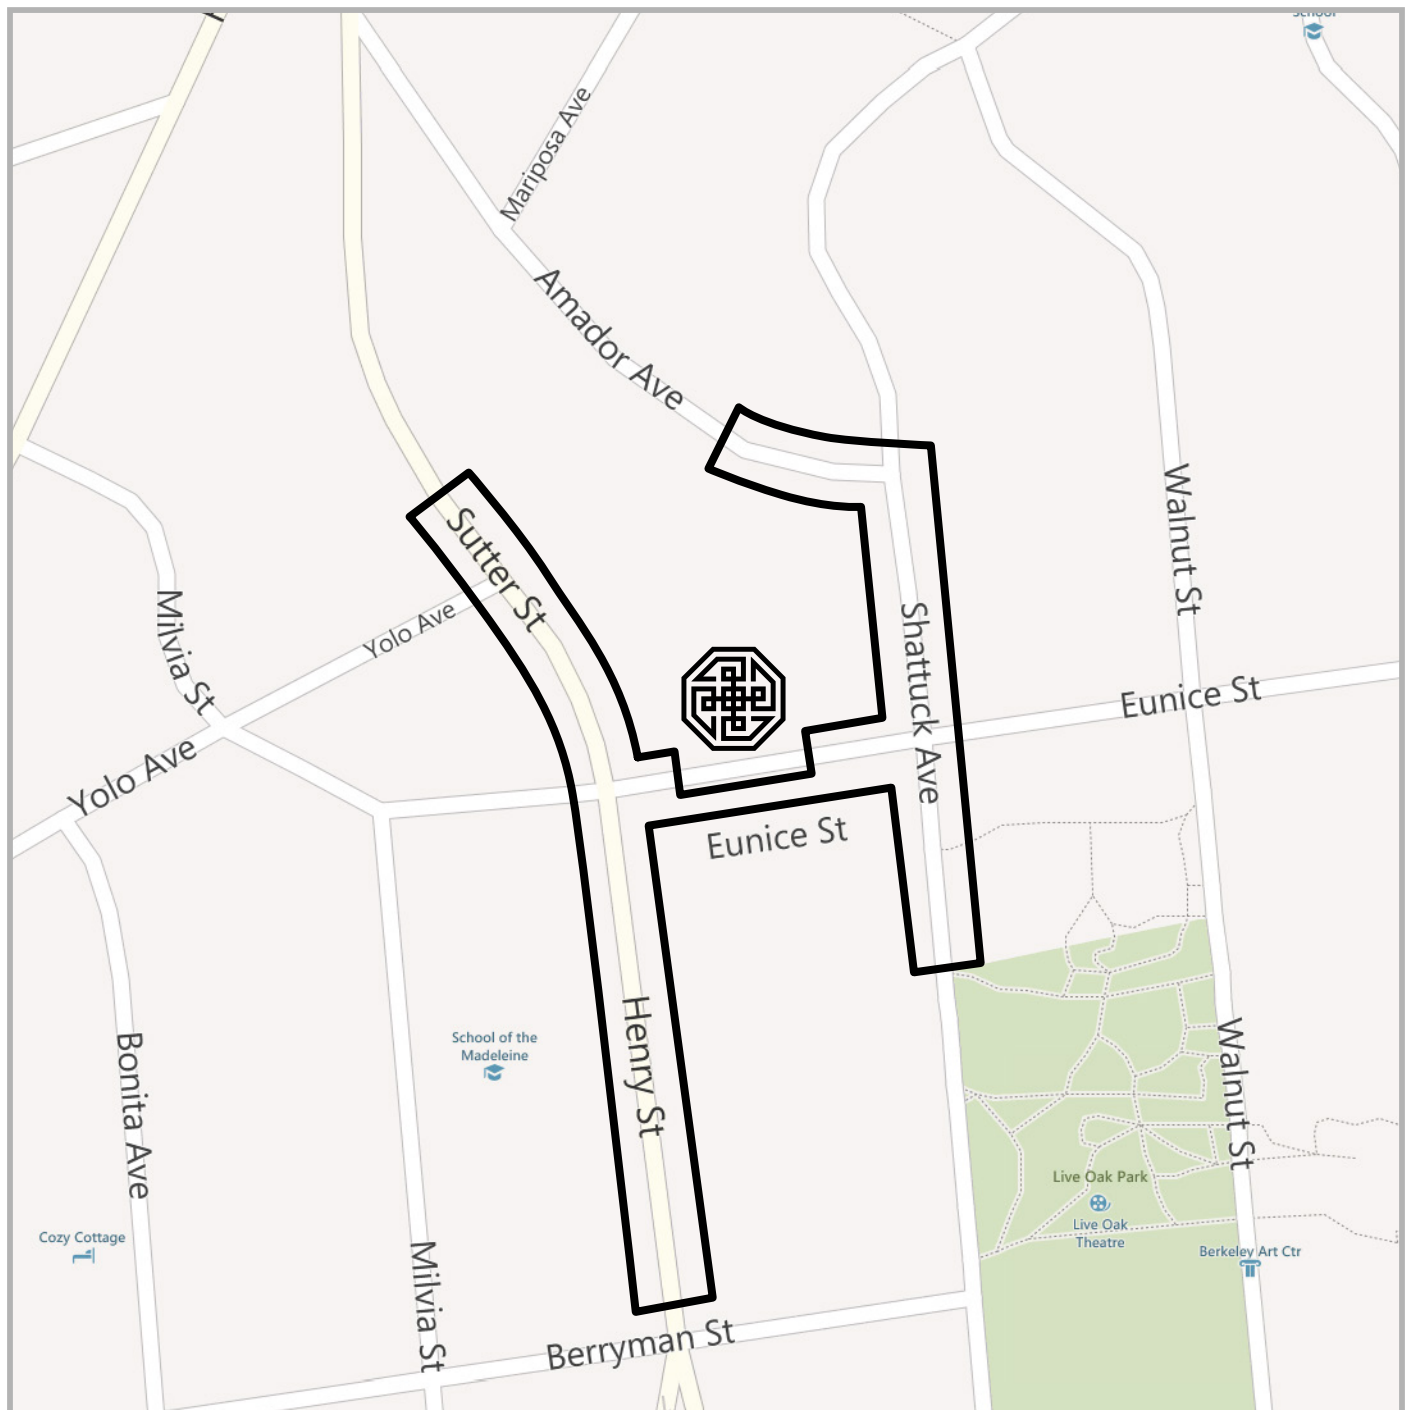 School
Mariposa Ave
Amador Ave
Sutter St
Walnut St
Milvia St
Yolo Ave
Shattuck Ave
Eunice St
Yolo Ave
Eunice St
Henry St
School of the
Madeleine
Bonita Ave
Walnut St
Live Oak Park
Live Oak
Theatre
Cozy Cottage
Berkeley Art Ctr
Milvia St
Berryman St